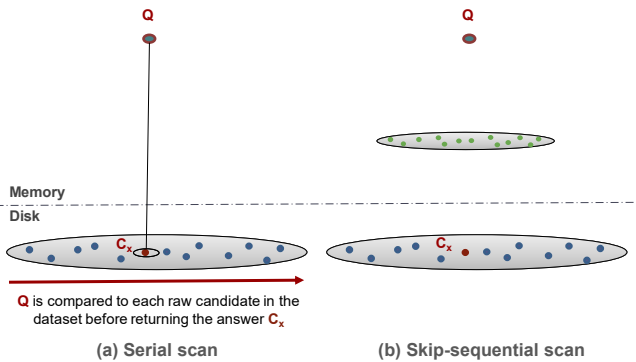 Q
Q
Memory
Disk
Cx
Cx
Q is compared to each raw candidate in the
dataset before returning the answer Cx
(a) Serial scan
(b) Skip-sequential scan